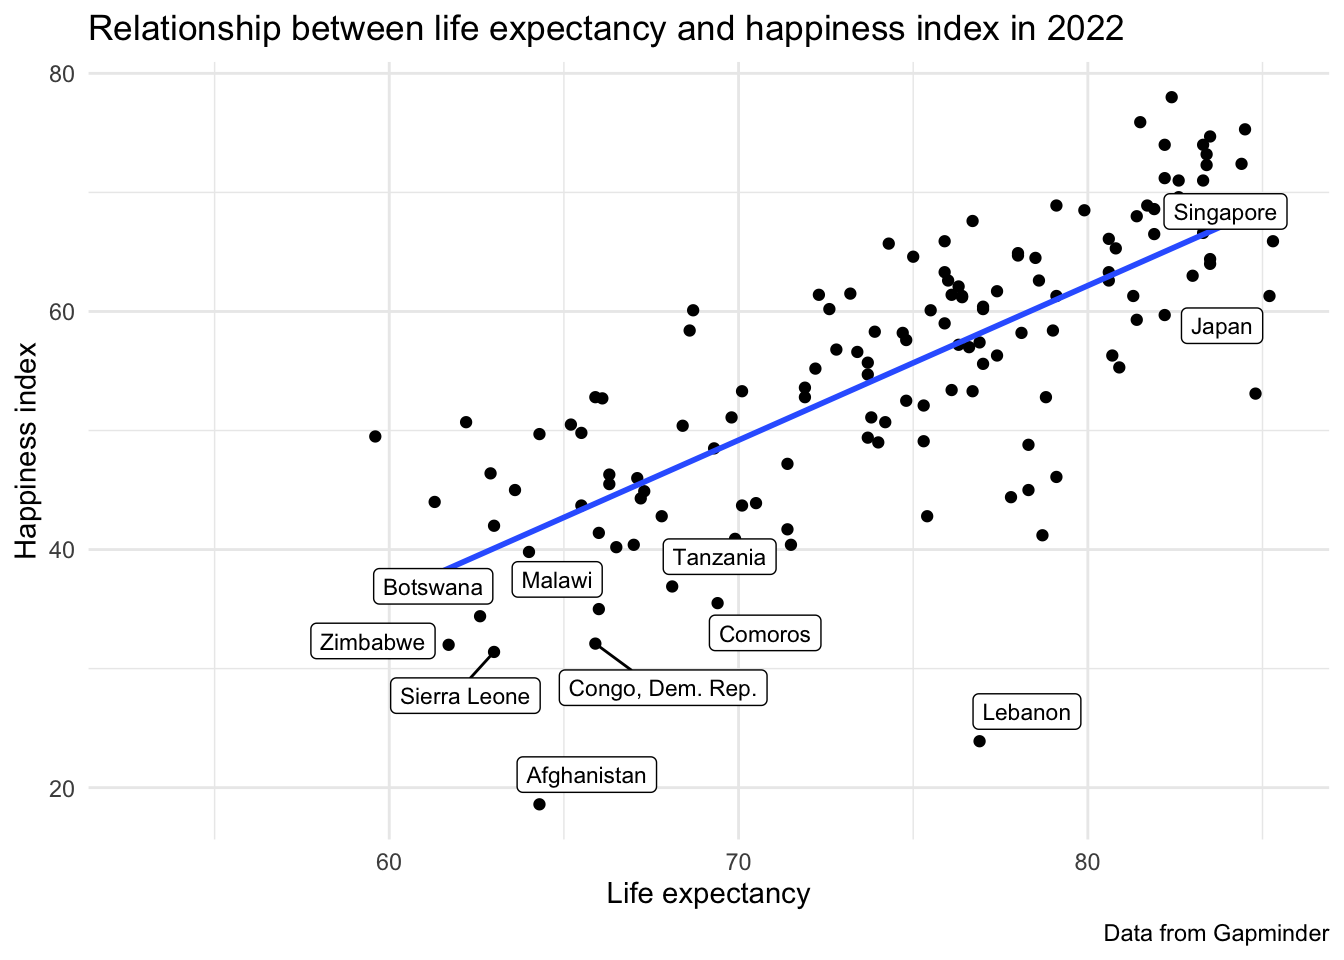 Relationship between life expectancy and happiness index in 2022
80
60
40
20
Happiness index
Singapore
Japan
Tanzania
Botswana
Malawi
Zimbabwe
Comoros
Sierra Leone
Congo, Dem. Rep.
Lebanon
Afghanistan
60
70
80
Life expectancy
Data from Gapminder